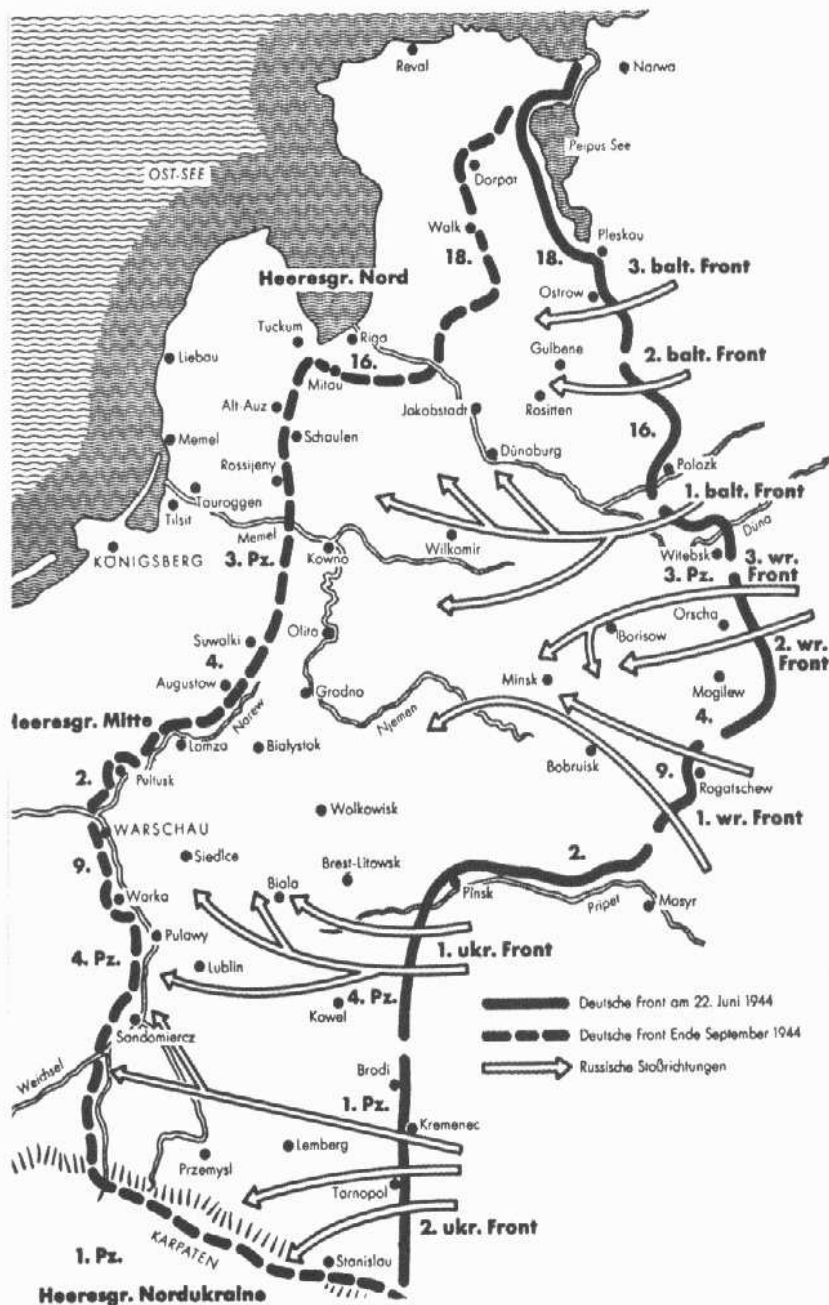 Reval
Narwa
Peipus See
OST-SEE
Dorpat
Walk
Pleskau
18.
18.
3. balt. Front
Heeresgr. Nord
Ostrow
Tuckum
Riga
16.
Liebau
Mitau
Gulbene
2. balt. Front
Rositten
Alt-Auz
Jakobstadt
Memel
Schaulen
16.
Dünaburg
Rossijeny
Polozk
Tauroggen
Tilsit
1. balt. Front
Memel
Düna
KÖNIGSBERG
3. Pz.
Kowno
Wilkomir
Witebsk
3. Pz.
3. wr.
Front
Orscha
Olita
Borisow
Suwalki
2. wr.
Front
4.
Augustow
Grodno
Minsk
Mogilew
Narew
Njemen
4.
Heeresgr. Mitte
Lomza
Białystok
Bobruisk
9.
Rogatschew
2.
Pultusk
1. wr. Front
Wolkowisk
WARSCHAU
Siedlce
Brest-Litowsk
2.
9.
Biala
Pinsk
Warka
Pripet
Mosyr
Pulawy
1. ukr. Front
4. Pz.
Lublin
4. Pz.
Kowel
Deutsche Front am 22. Juni 1944
Sandomiercz
Deutsche Front Ende September 1944
Weichsel
Brodi
Russische Stoßrichtungen
1. Pz.
Kremenec
Lemberg
Przemysl
Tarnopol
2. ukr. Front
KARPATEN
1. Pz.
Stanislau
Heeresgr. Nordukraine